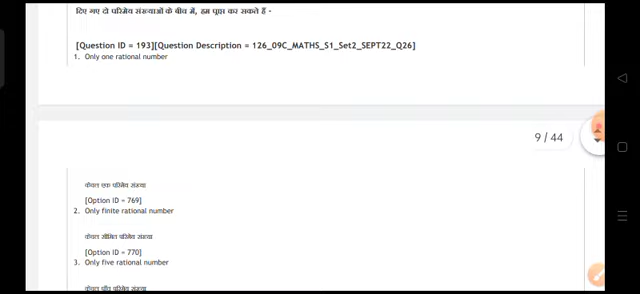 दिए गए दो परिमेय संख्याओं के बीच में, हम प्राप्त कर सकते हैं -
[Question ID = 193][Question Description = 126_09C_MATHS_S1_Set2_SEPT22_Q26]
1. Only one rational number
9 / 44
केवल एक परिमेय संख्या
[Option ID = 769]
2. Only finite rational number
केवल सीमित परिमेय संख्या
[Option ID = 770]
3. Only five rational number
केवल पाँच परिमेय संख्या